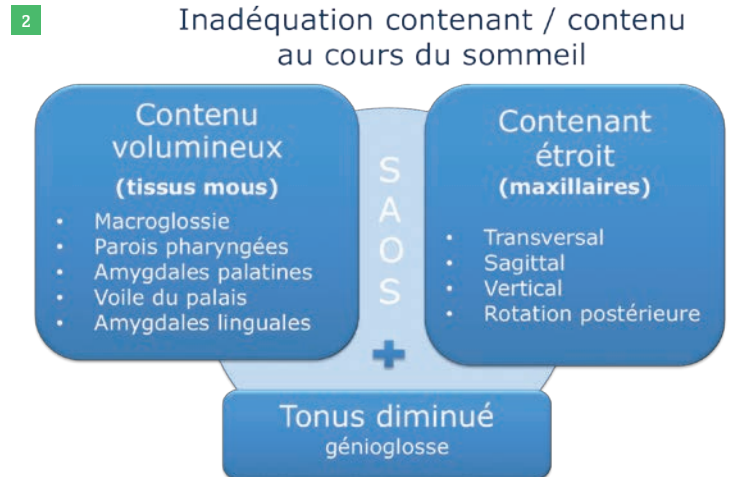 2
Inadéquation contenant / contenu
au cours du sommeil
Contenu
volumineux
(tissus mous)
• Macroglossie
• Parois pharyngées
• Amygdales palatines
• Voile du palais
• Amygdales linguales
S
A
O
S
Contenant
étroit
(maxillaires)
• Transversal
• Sagittal
• Vertical
• Rotation postérieure
+
Tonus diminué
génioglosse